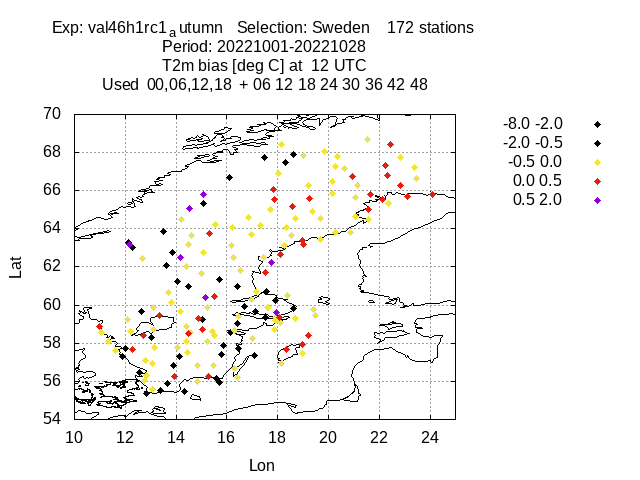 Exp: val46h1rc1autumn Selection: Sweden 172 stations
Period: 20221001-20221028
T2m bias [deg C] at 12 UTC
Used 00,06,12,18 + 06 12 18 24 30 36 42 48
70
68
66
64
62
60
58
56
54
Lat
10 12 14 16 18 20 22 24
Lon
-8.0 -2.0
-2.0 -0.5
-0.5 0.0
0.0 0.5
0.5 2.0